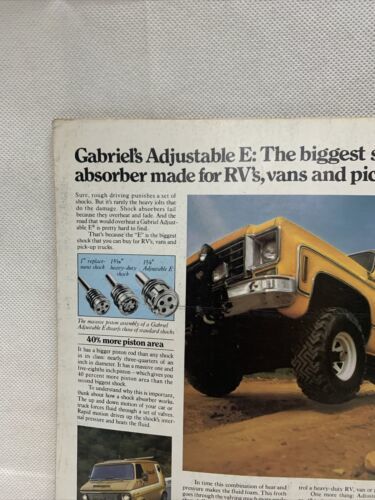 Gabriel's Adjustable E: The biggest s
absorber made for RV's, vans and pic
Sure, rough driving punishes a set of
shocks. But it's rarely the heavy jolts that
do the damage. Shock absorbers fail
because they overheat and fade. And the
road that would overheat a Gabriel Adjust-
able E® is pretty hard to find.
That's because the "E" is the biggest
shock that you can buy for RV's, vans and
pick-up trucks.
1" replace-
ment shock
1³⁄₁₆"
heavy-duty
shock
1⅝"
Adjustable E
The massive piston assembly of a Gabriel
Adjustable E dwarfs those of standard shocks.
40% more piston area
It has a bigger piston rod than any shock
in its class: nearly three-quarters of an
inch in diameter. It has a massive one and
five-eighths inch piston—which gives you
40 percent more piston area than the
second biggest shock.
To understand why this is important,
think about how a shock absorber works.
The up and down motion of your car or
truck forces fluid through a set of valves.
Rapid motion drives up the shock's inter-
nal pressure and heats the fluid.
In time this combination of heat and
pressure makes the fluid foam. This froth
goes through the valving much more easily
trol a heavy-duty RV, van or
One more thing: Adjust